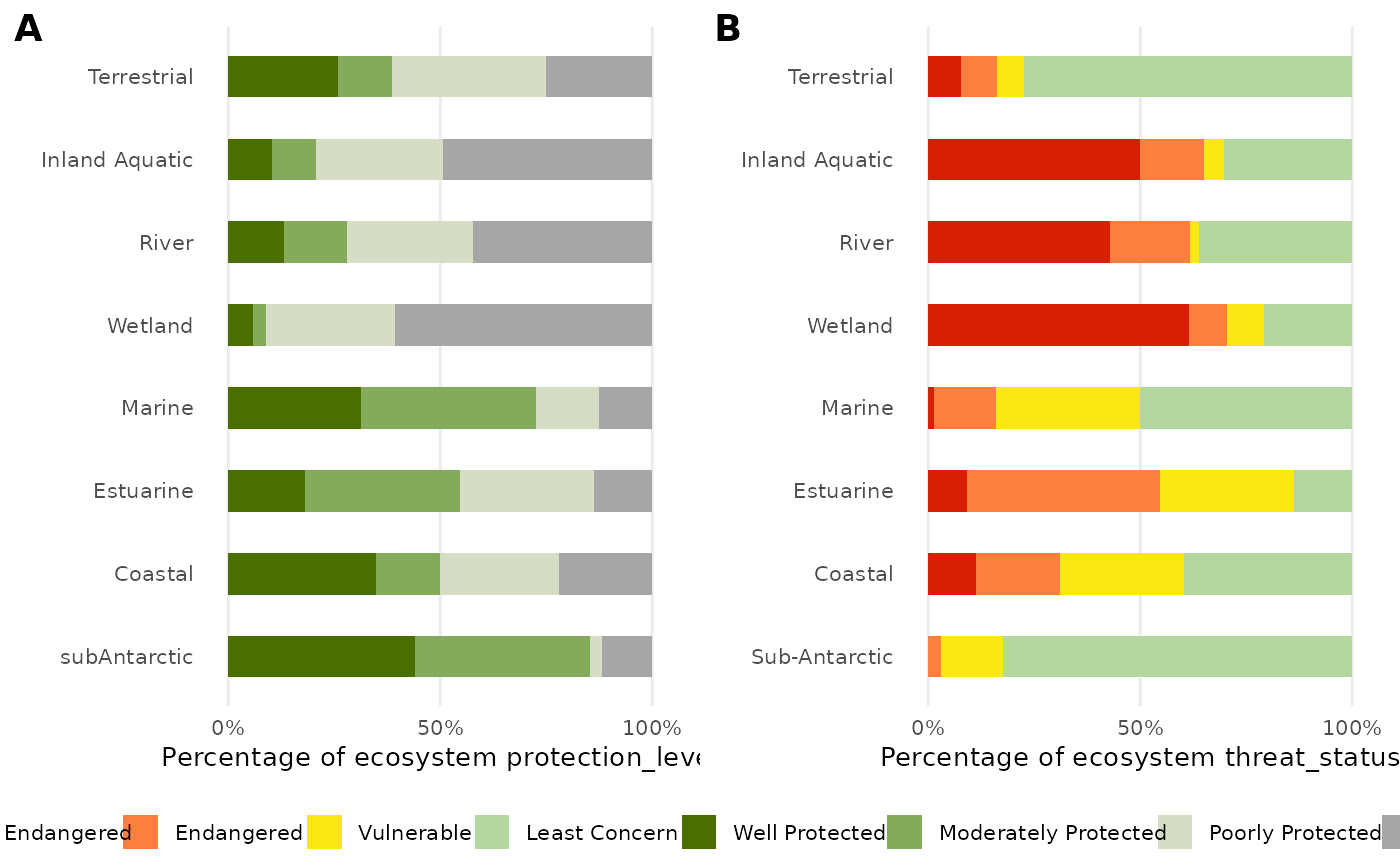 A
Terrestrial
Inland Aquatic
River
Wetland
Marine
Estuarine
Coastal
subAntarctic
0% 50% 100%
Percentage of ecosystem protection_leve
B
Terrestrial
Inland Aquatic
River
Wetland
Marine
Estuarine
Coastal
Sub-Antarctic
0% 50% 100%
Percentage of ecosystem threat_status
Endangered Endangered Vulnerable Least Concern Well Protected Moderately Protected Poorly Protected